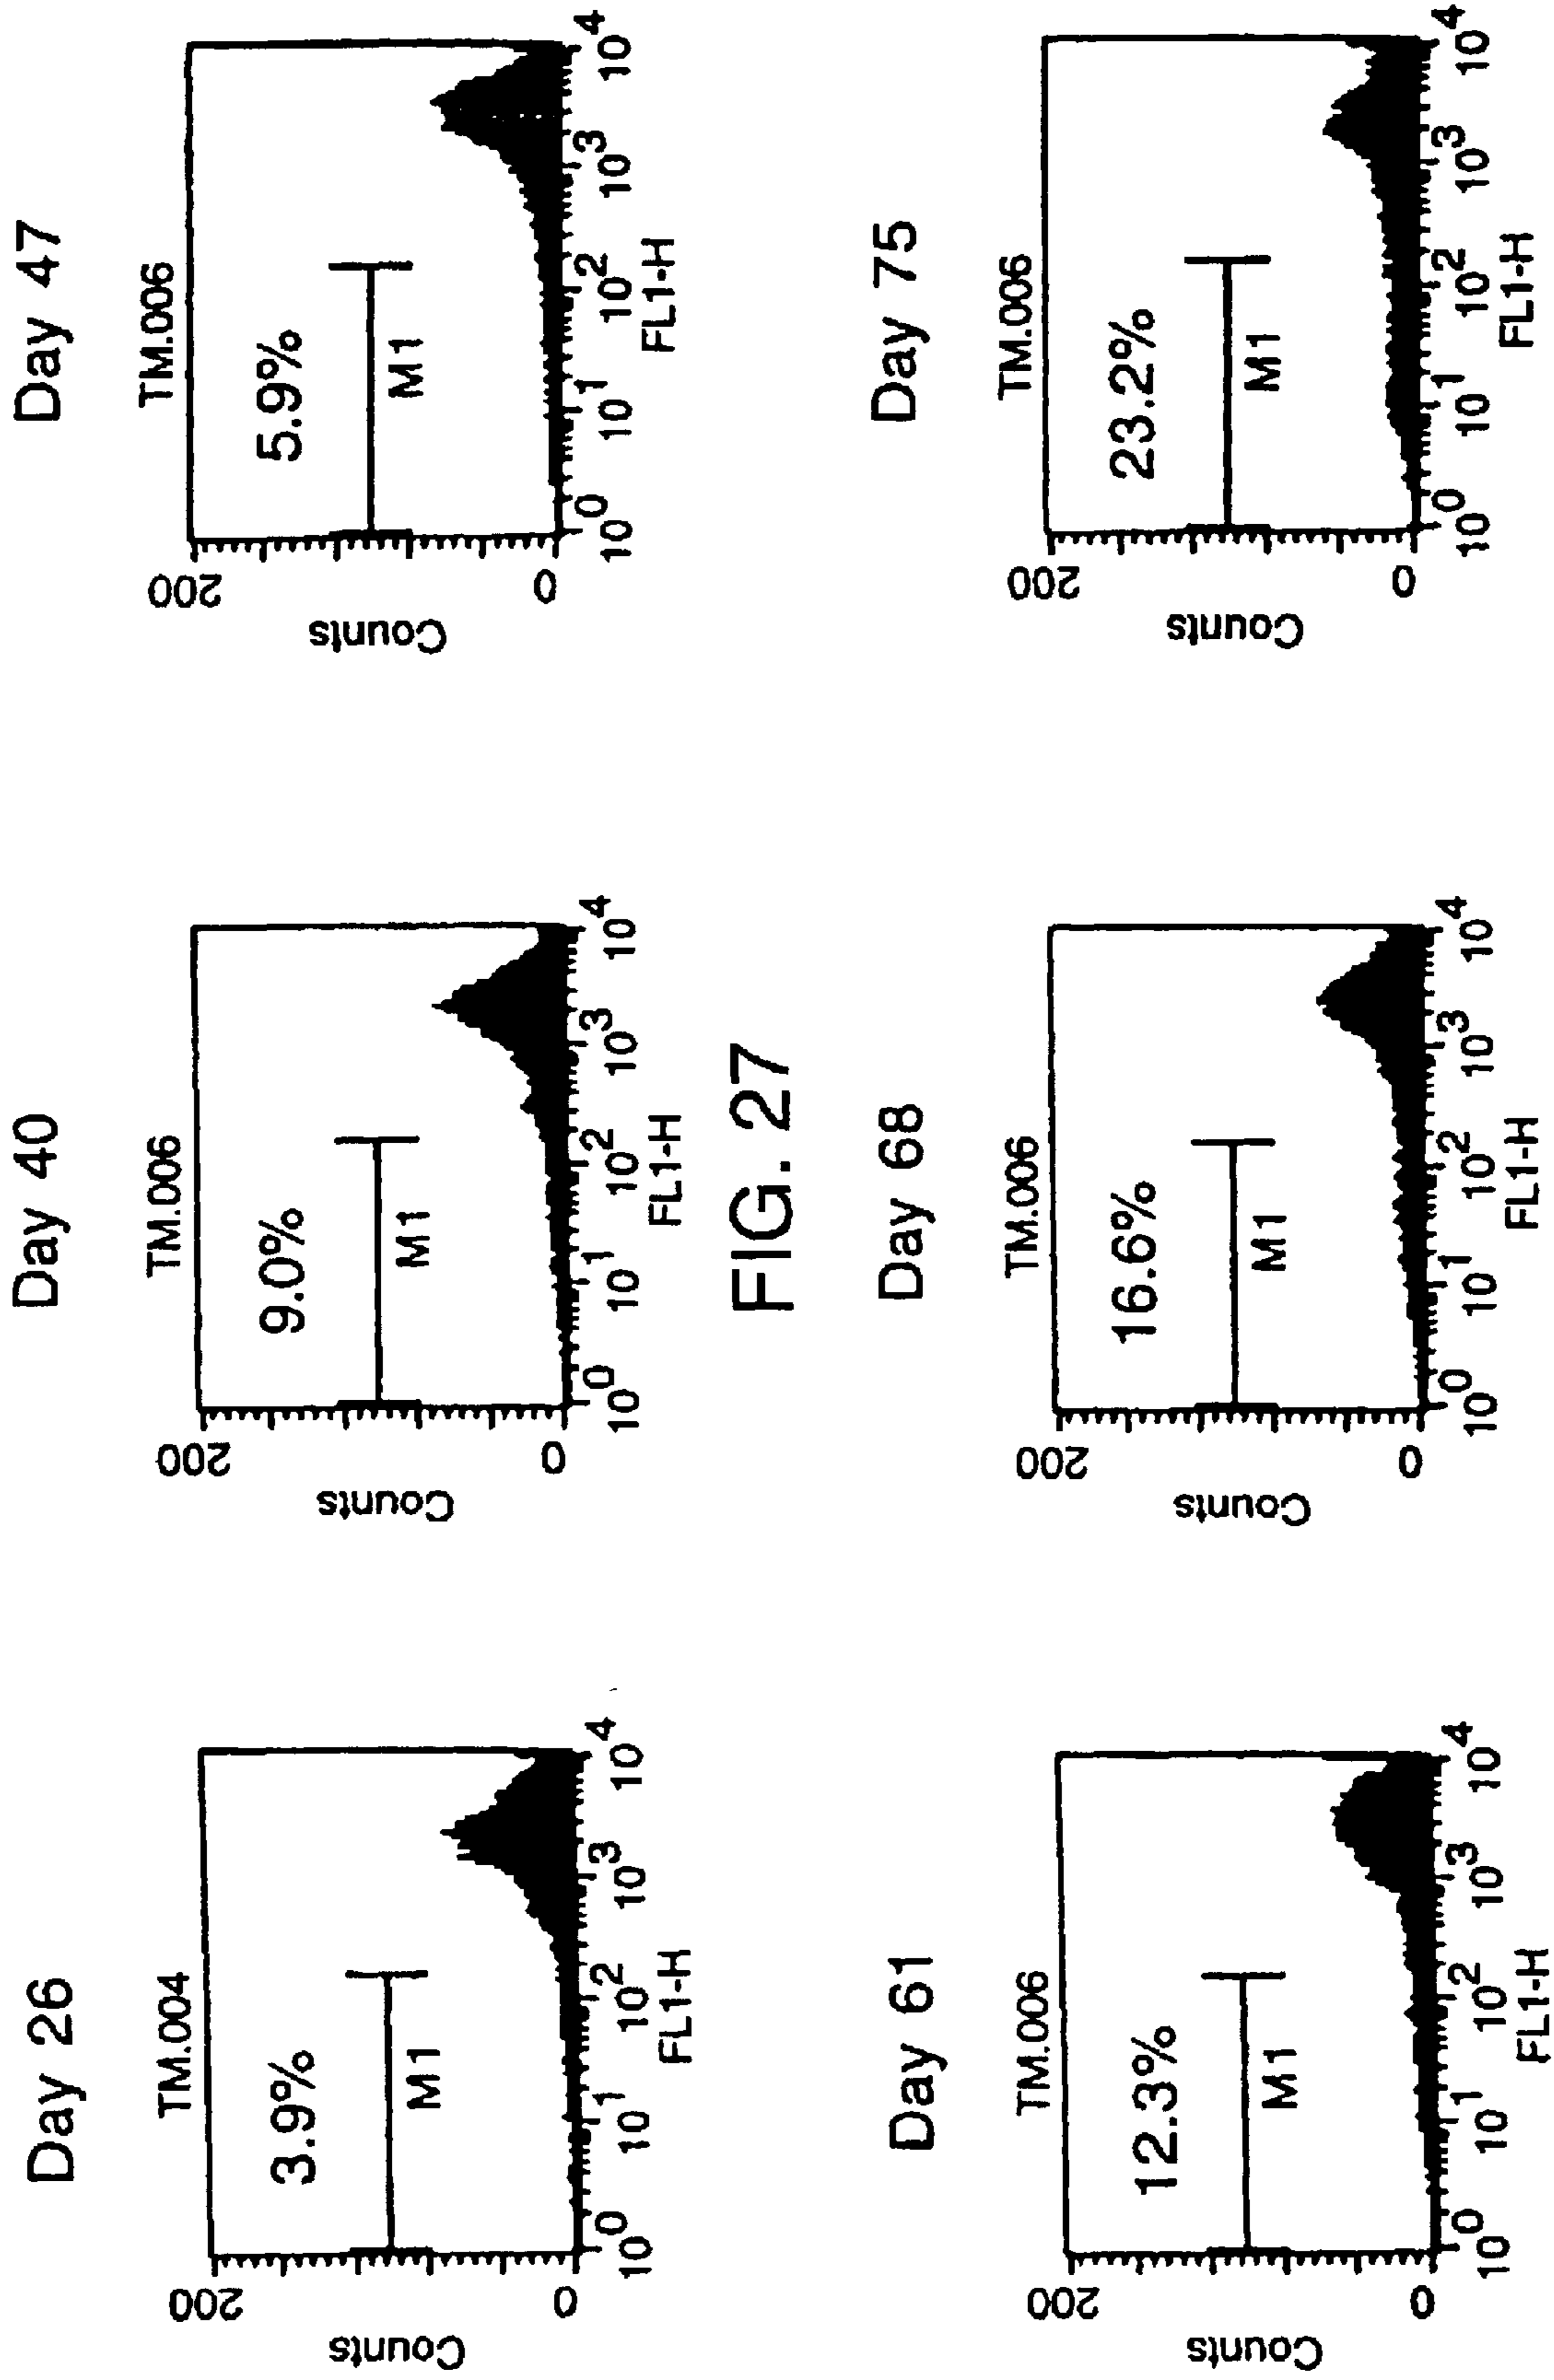 Day 26
TM.004
200
Counts
3.9%
M1
0
10^0 10^1 10^2 10^3 10^4
FL1-H
Day 40
TM.006
200
Counts
9.0%
M1
0
10^0 10^1 10^2 10^3 10^4
FL1-H
Day 47
TM.006
200
Counts
5.9%
M1
0
10^0 10^1 10^2 10^3 10^4
FL1-H
FIG. 27
Day 61
TM.006
200
Counts
12.3%
M1
0
10^0 10^1 10^2 10^3 10^4
FL1-H
Day 68
TM.006
200
Counts
16.6%
M1
0
10^0 10^1 10^2 10^3 10^4
FL1-H
Day 75
TM.006
200
Counts
23.2%
M1
0
10^0 10^1 10^2 10^3 10^4
FL1-H